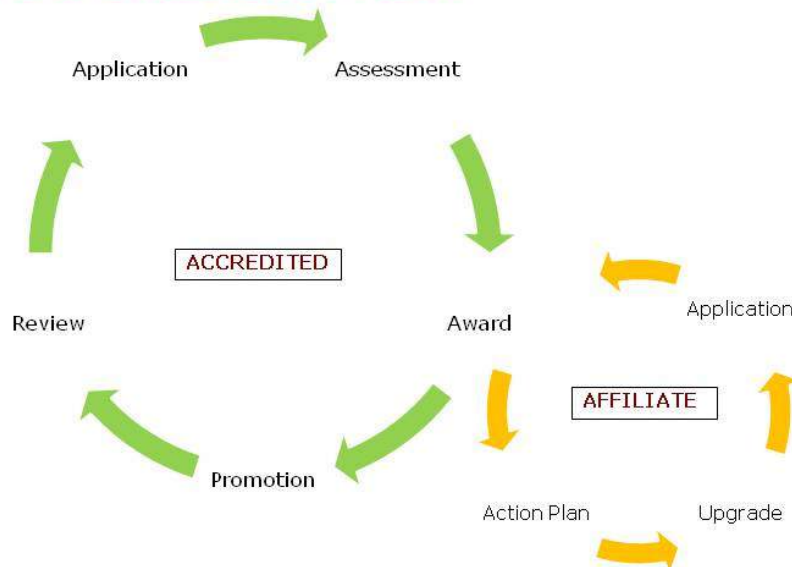 Application
Assessment
ACCREDITED
Review
Award
Application
AFFILIATE
Promotion
Action Plan
Upgrade